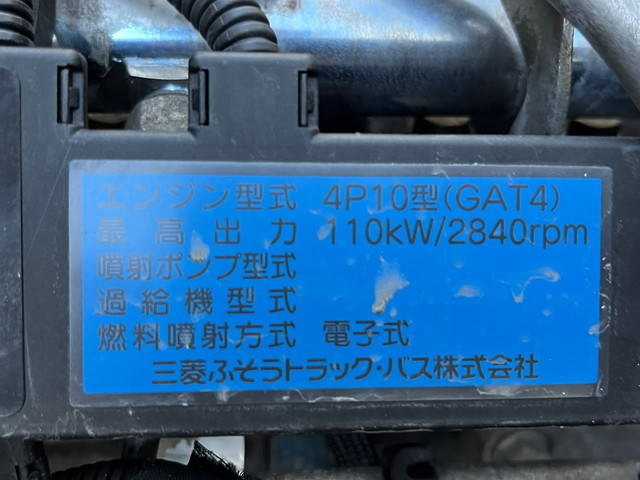 エンジン型式 4P10型(GAT4)
最高出力 110kW/2840rpm
噴射ポンプ型式
過給機型式
燃料噴射方式 電子式
三菱ふそうトラック・バス株式会社